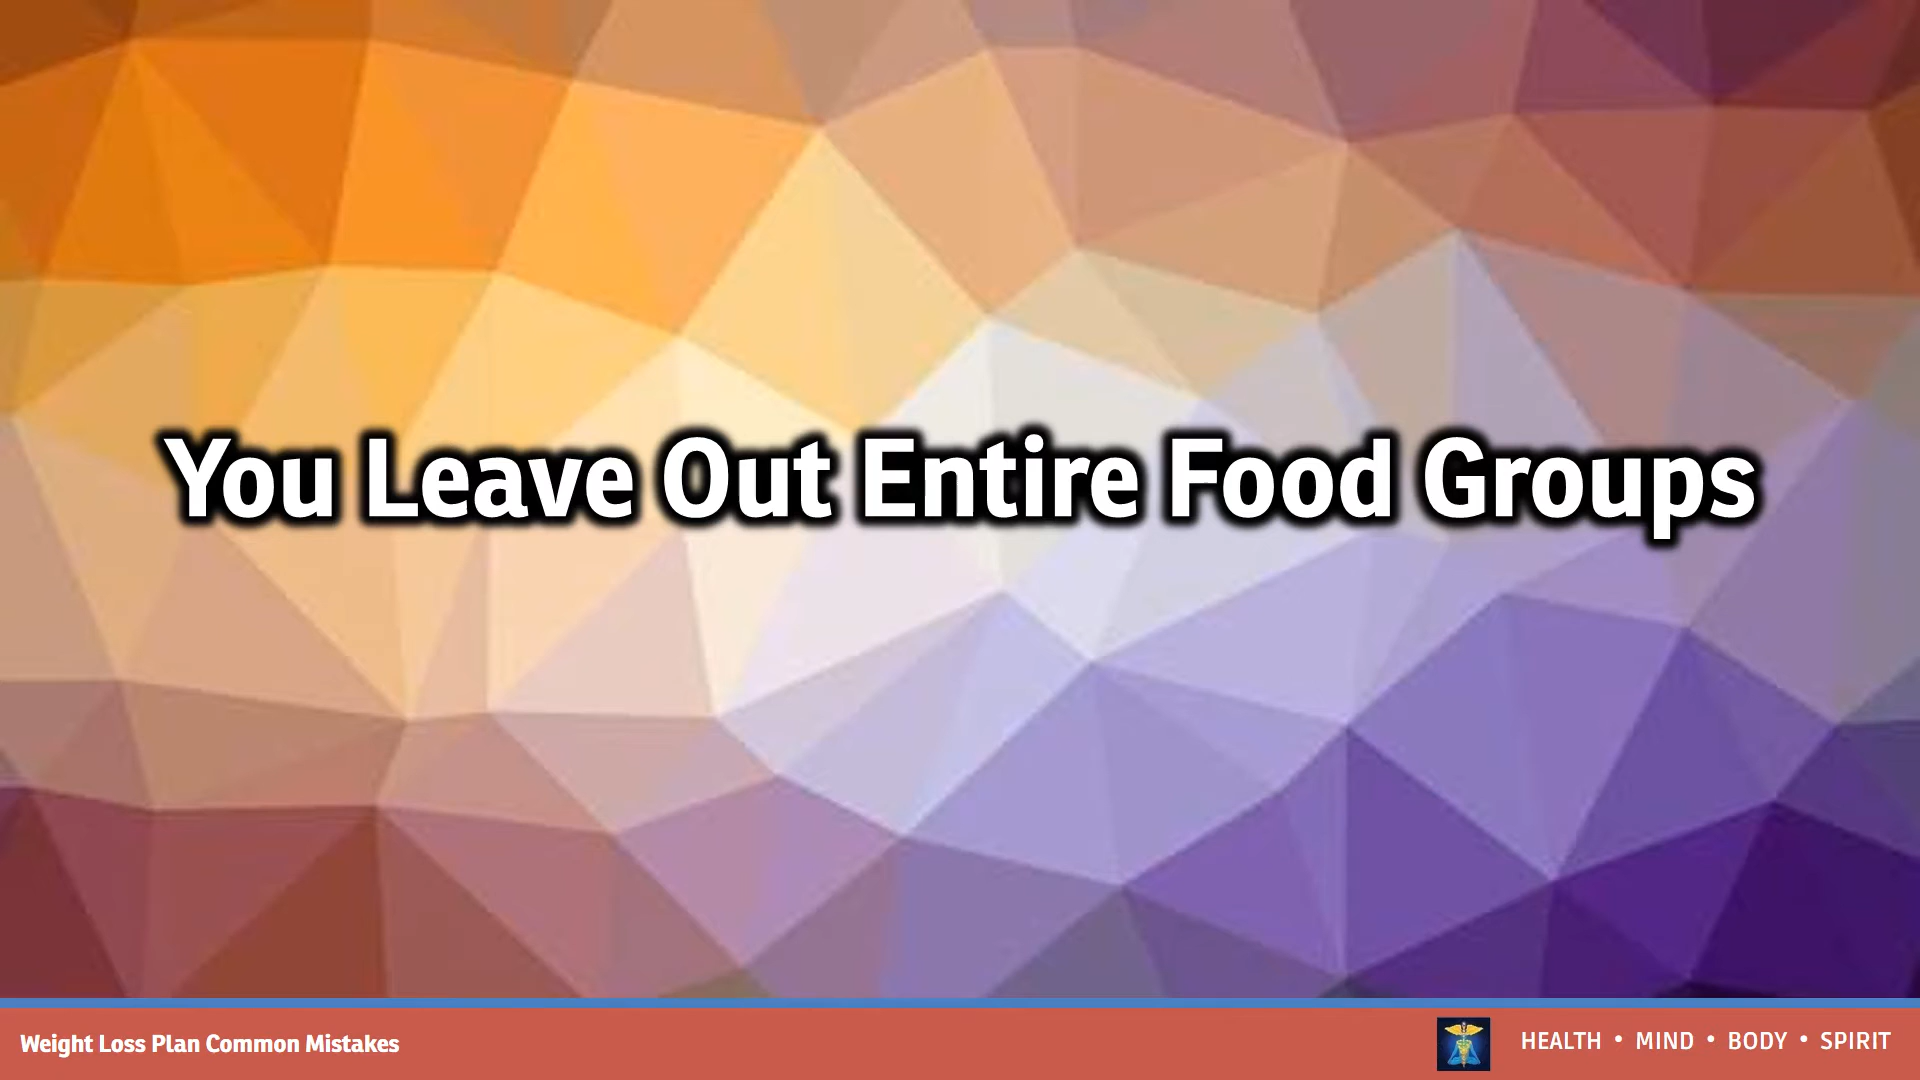 You Leave Out Entire Food Groups
Weight Loss Plan Common Mistakes
HEALTH • MIND • BODY • SPIRIT